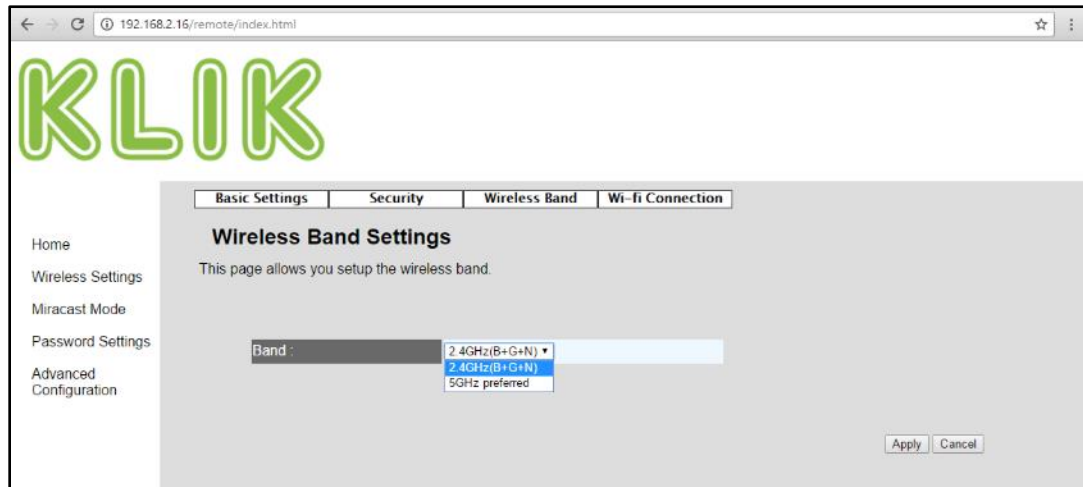 192.168.2.16/remote/index.html
KLIK
Basic Settings Security Wireless Band Wi-fi Connection
Wireless Band Settings
This page allows you setup the wireless band.
Home
Wireless Settings
Miracast Mode
Password Settings
Advanced
Configuration
Band :
2.4GHz(B+G+N)
2.4GHz(B+G+N)
5GHz preferred
Apply Cancel